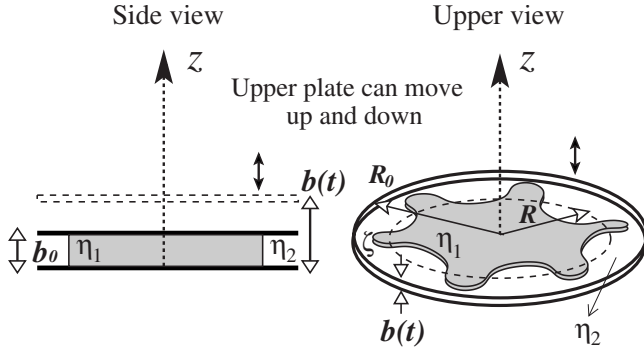 Side view
Upper view
z
z
Upper plate can move
up and down
b(t)
R₀
R
b₀
η₁
η₂
ζ
η₁
b(t)
η₂